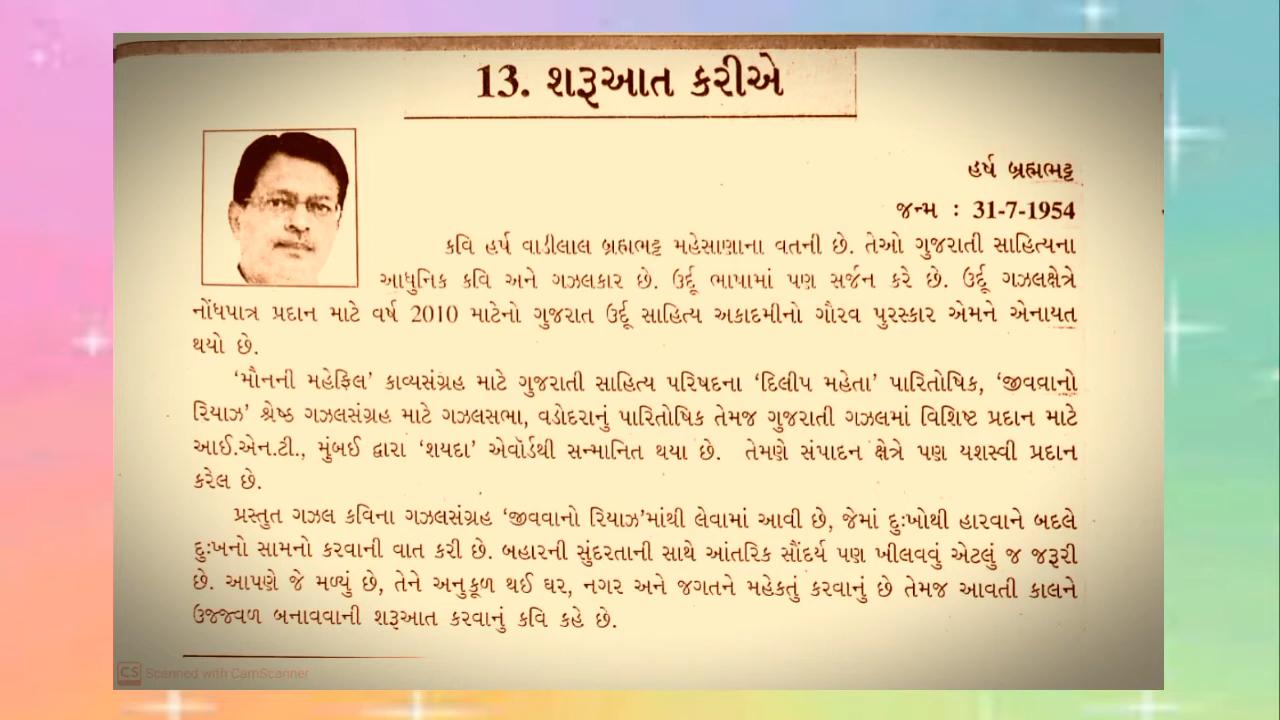 13. શરૂઆત કરીએ
હર્ષ બ્રહ્મભટ્ટ
જન્મ : 31-7-1954
કવિ હર્ષ વાડીલાલ બ્રહ્મભટ્ટ મહેસાણાના વતની છે. તેઓ ગુજરાતી સાહિત્યના
આધુનિક કવિ અને ગઝલકાર છે. ઉર્દૂ ભાષામાં પણ સર્જન કરે છે. ઉર્દૂ ગઝલક્ષેત્રે
નોંધપાત્ર પ્રદાન માટે વર્ષ 2010 માટેનો ગુજરાત ઉર્દૂ સાહિત્ય અકાદમીનો ગૌરવ પુરસ્કાર એમને એનાયત
થયો છે.
‘મૌનની મહેફિલ’ કાવ્યસંગ્રહ માટે ગુજરાતી સાહિત્ય પરિષદના ‘દિલીપ મહેતા’ પારિતોષિક, ‘જીવવાનો
રિયાઝ’ શ્રેષ્ઠ ગઝલસંગ્રહ માટે ગઝલસભા, વડોદરાનું પારિતોષિક તેમજ ગુજરાતી ગઝલમાં વિશિષ્ટ પ્રદાન માટે
આઈ.એન.ટી., મુંબઈ દ્વારા ‘શયદા’ એવૉર્ડથી સન્માનિત થયા છે. તેમણે સંપાદન ક્ષેત્રે પણ યશસ્વી પ્રદાન
કરેલ છે.
પ્રસ્તુત ગઝલ કવિના ગઝલસંગ્રહ ‘જીવવાનો રિયાઝ’માંથી લેવામાં આવી છે, જેમાં દુઃખોથી હારવાને બદલે
દુઃખનો સામનો કરવાની વાત કરી છે. બહારની સુંદરતાની સાથે આંતરિક સૌંદર્ય પણ ખીલવવું એટલું જ જરૂરી
છે. આપણે જે મળ્યું છે, તેને અનુકૂળ થઈ ઘર, નગર અને જગતને મહેકતું કરવાનું છે તેમજ આવતી કાલને
ઉજ્જ્વળ બનાવવાની શરૂઆત કરવાનું કવિ કહે છે.
CS Scanned with CamScanner